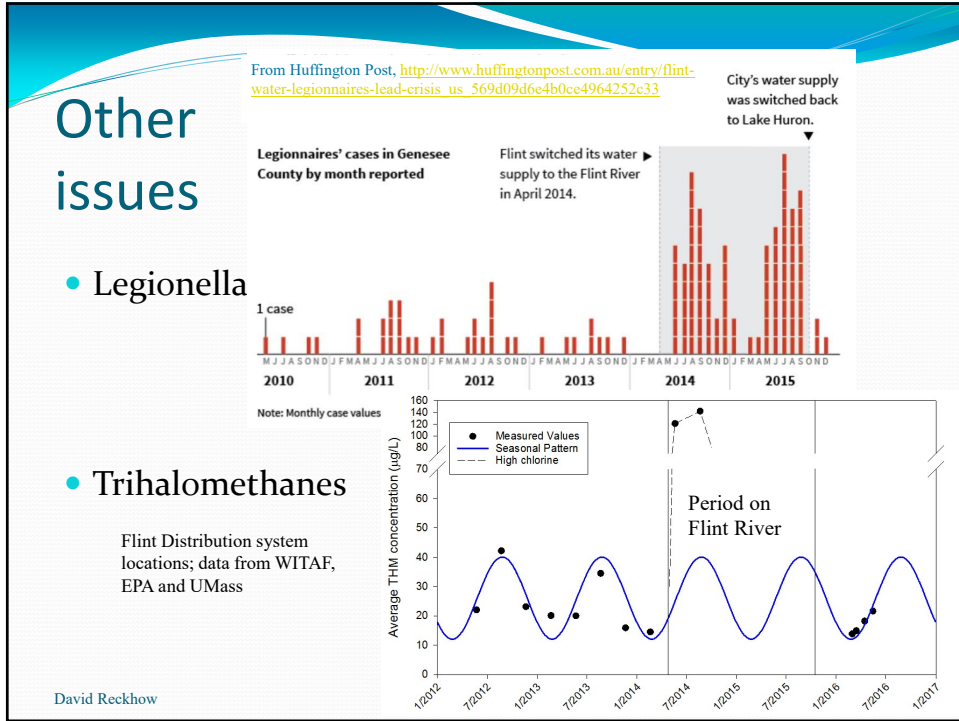 From Huffington Post, http://www.huffingtonpost.com.au/entry/flint-
water-legionnaires-lead-crisis_us_569d09d6e4b0ce4964252c33
Other
issues
City's water supply
was switched back
to Lake Huron.
Legionnaires' cases in Genesee
County by month reported
Flint switched its water
supply to the Flint River
in April 2014.
• Legionella
1 case
M J J A S O N D J F M A M J J A S O N D J F M A M J J A S O N D J F M A M J J A S O N D J F M A M J J A S O N D J F M A M J J A S O N D
2010 2011 2012 2013 2014 2015
Note: Monthly case values
• Trihalomethanes
Flint Distribution system
locations; data from WITAF,
EPA and UMass
Average THM concentration (µg/L)
160
140
120
100
80
70
60
50
40
30
20
10
0
Measured Values
Seasonal Pattern
High chlorine
Period on
Flint River
1/2012 7/2012 1/2013 7/2013 1/2014 7/2014 1/2015 7/2015 1/2016 7/2016 1/2017
David Reckhow